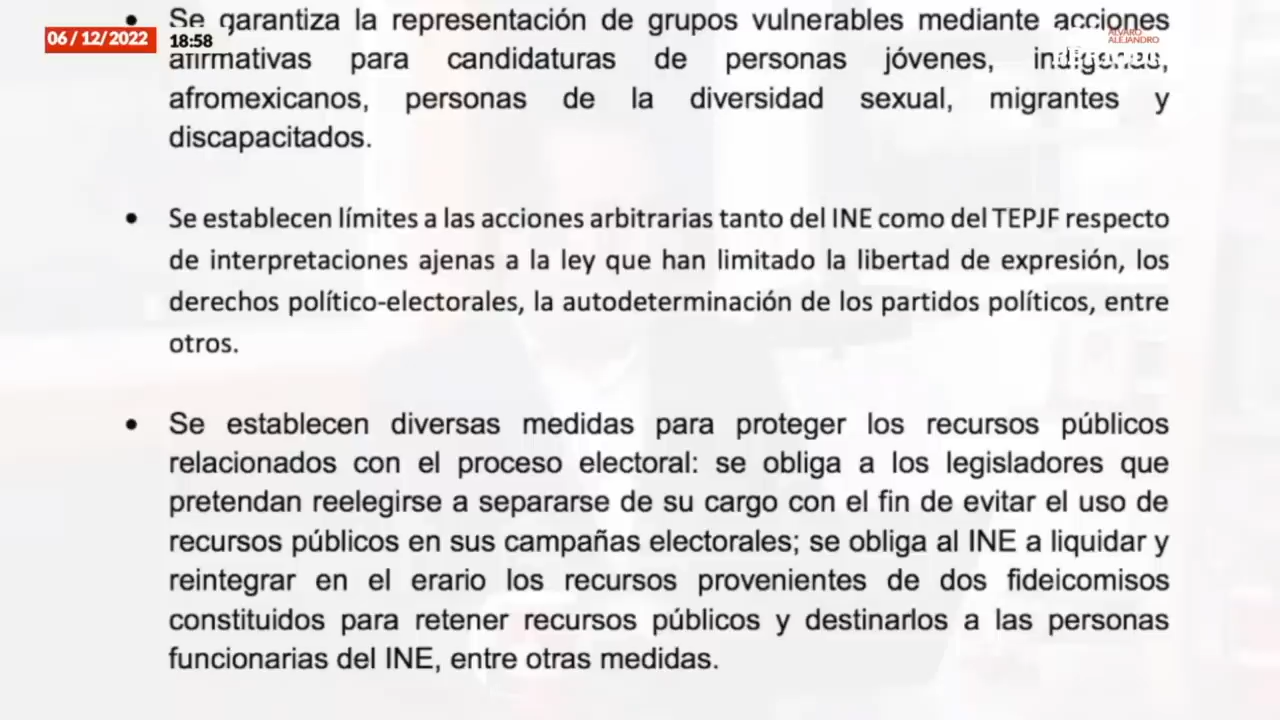 Se garantiza la representación de grupos vulnerables mediante acciones
06/12/2022 18:58
ALVARO
ALEJANDRO
afirmativas para candidaturas de personas jóvenes, indígenas,
afromexicanos, personas de la diversidad sexual, migrantes y
discapacitados.
Se establecen límites a las acciones arbitrarias tanto del INE como del TEPJF respecto
de interpretaciones ajenas a la ley que han limitado la libertad de expresión, los
derechos político-electorales, la autodeterminación de los partidos políticos, entre
otros.
Se establecen diversas medidas para proteger los recursos públicos
relacionados con el proceso electoral: se obliga a los legisladores que
pretendan reelegirse a separarse de su cargo con el fin de evitar el uso de
recursos públicos en sus campañas electorales; se obliga al INE a liquidar y
reintegrar en el erario los recursos provenientes de dos fideicomisos
constituidos para retener recursos públicos y destinarlos a las personas
funcionarias del INE, entre otras medidas.